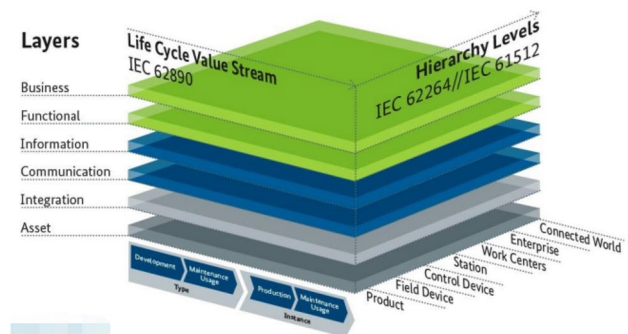 Layers
Life Cycle Value Stream
IEC 62890
Hierarchy Levels
IEC 62264//IEC 61512
Business
Functional
Information
Communication
Integration
Asset
Development
Maintenance
Usage
Type
Production
Maintenance
Usage
Instance
Product
Field Device
Control Device
Station
Work Centers
Enterprise
Connected World